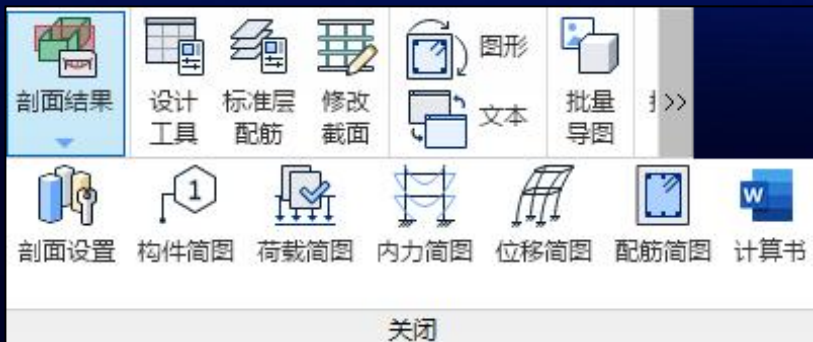 剖面结果
设计
工具
标准层
配筋
修改
截面
图形
文本
批量
导图
>>
剖面设置
1
构件简图
荷载简图
内力简图
位移简图
配筋简图
W
计算书
关闭